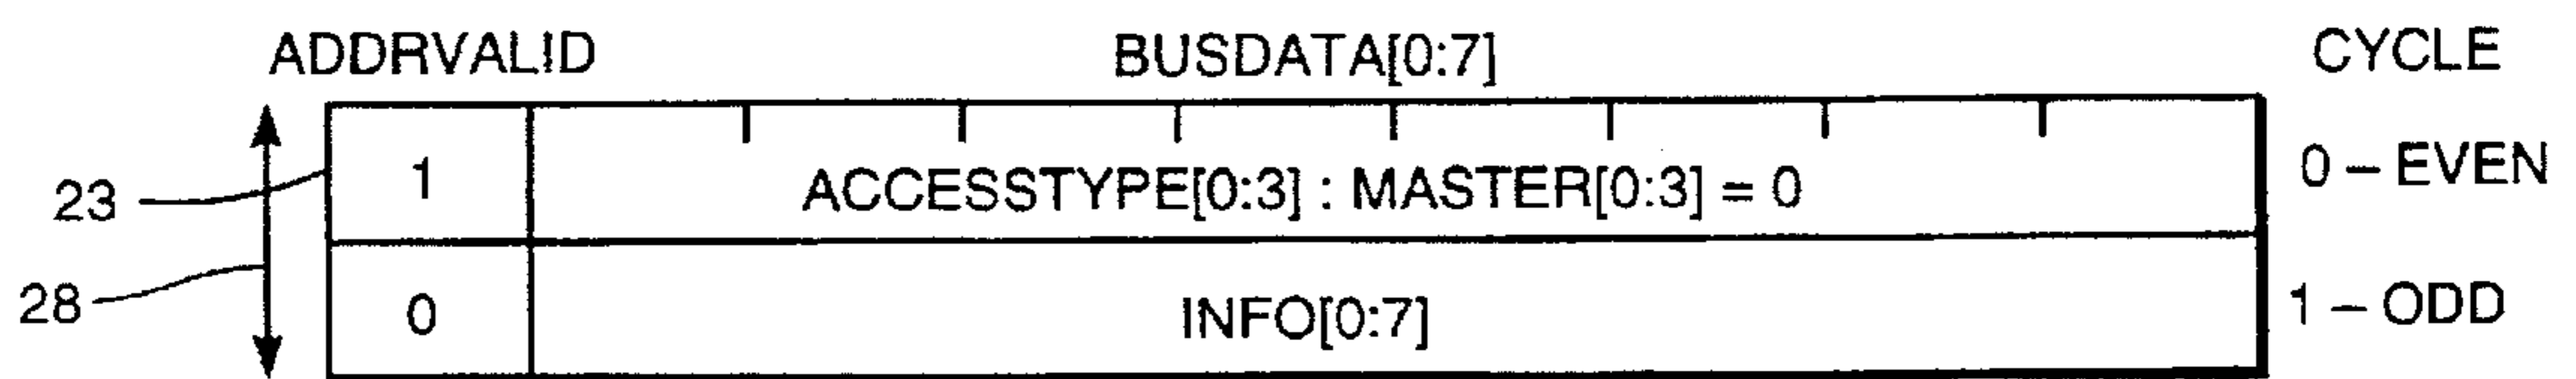 ADDRVALID BUSDATA[0:7] CYCLE
23 1 ACCESSTYPE[0:3] : MASTER[0:3] = 0 0 – EVEN
28 0 INFO[0:7] 1 – ODD